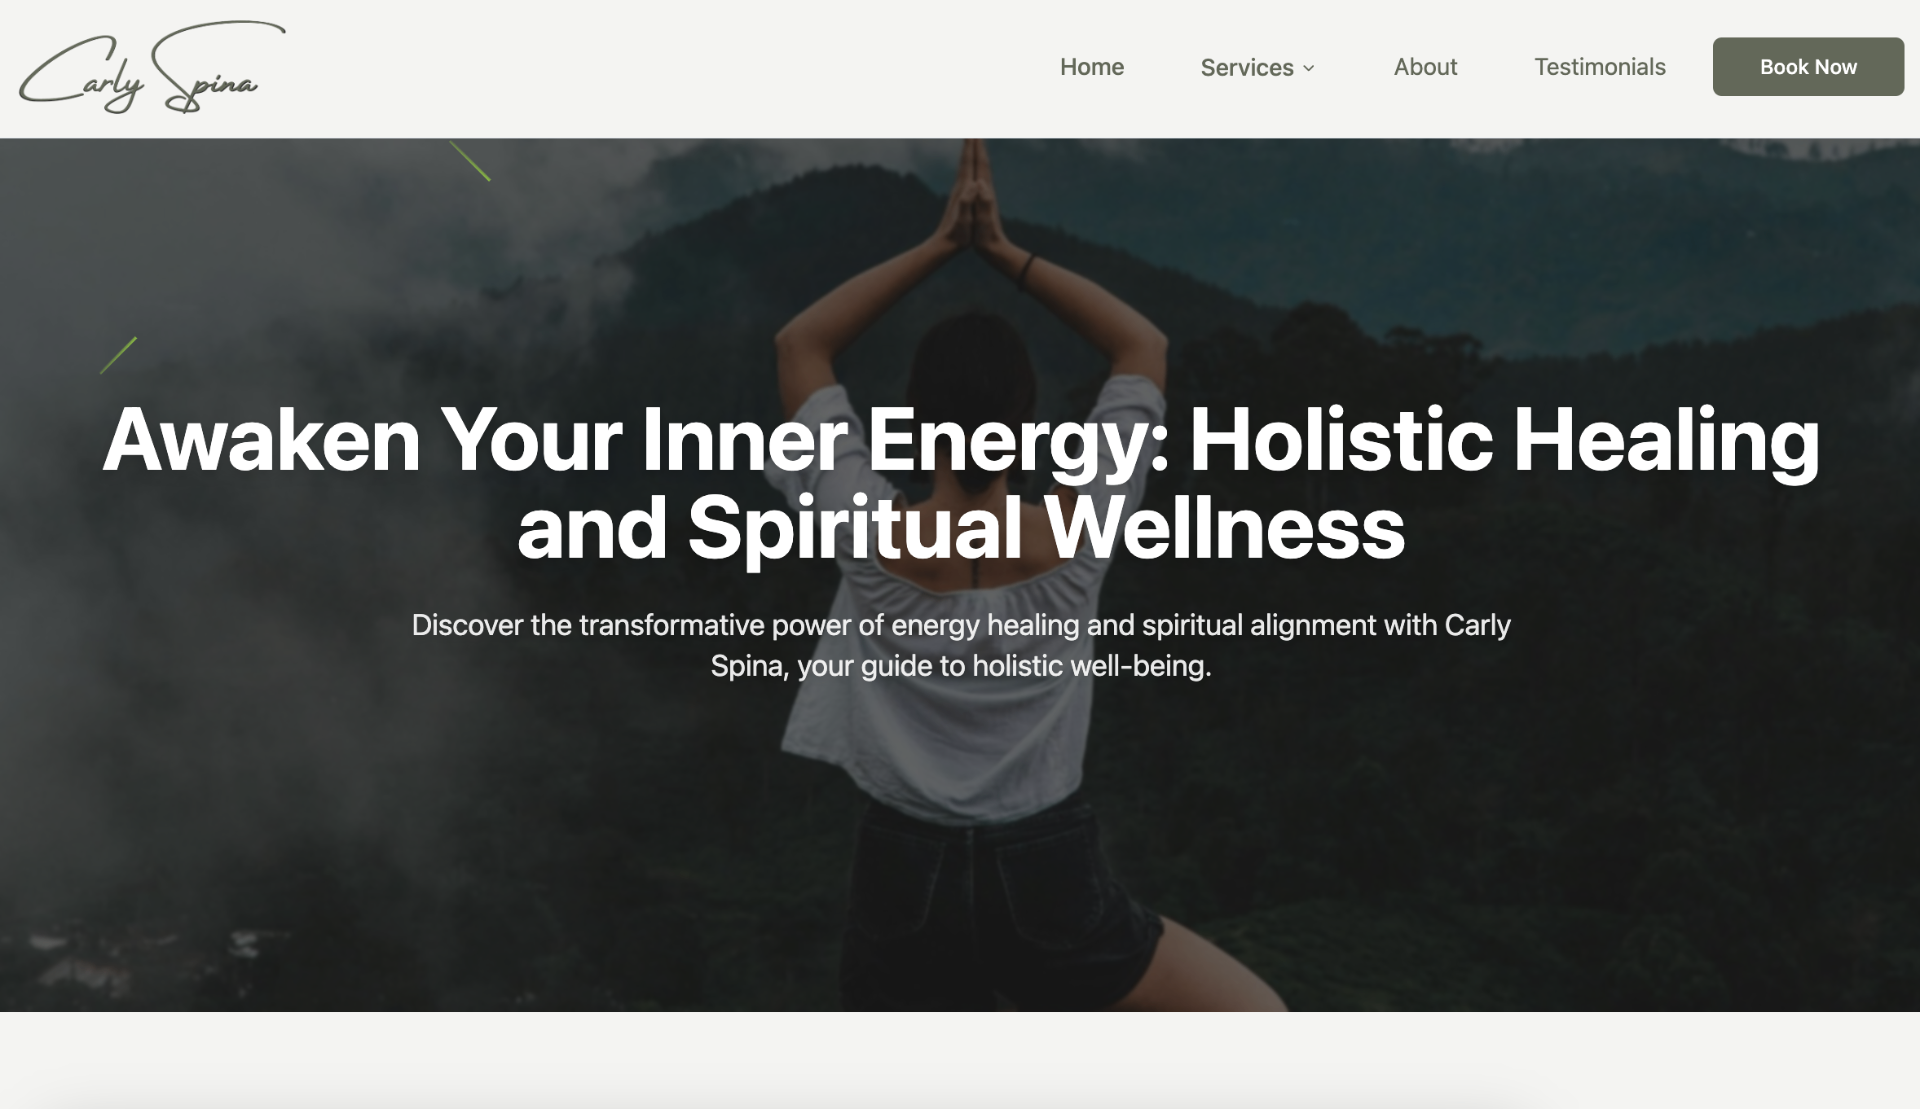 Carly Spina
Home Services About Testimonials Book Now
Awaken Your Inner Energy: Holistic Healing
and Spiritual Wellness
Discover the transformative power of energy healing and spiritual alignment with Carly
Spina, your guide to holistic well-being.